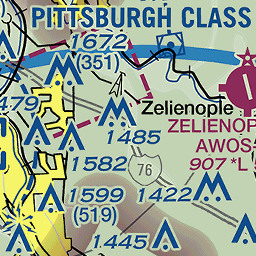 PITTSBURGH CLASS
1672
(351)
479
Zelienople
1485
ZELIENOP
AWOS
1582
76
907 *L
1599
1422
(519)
1445